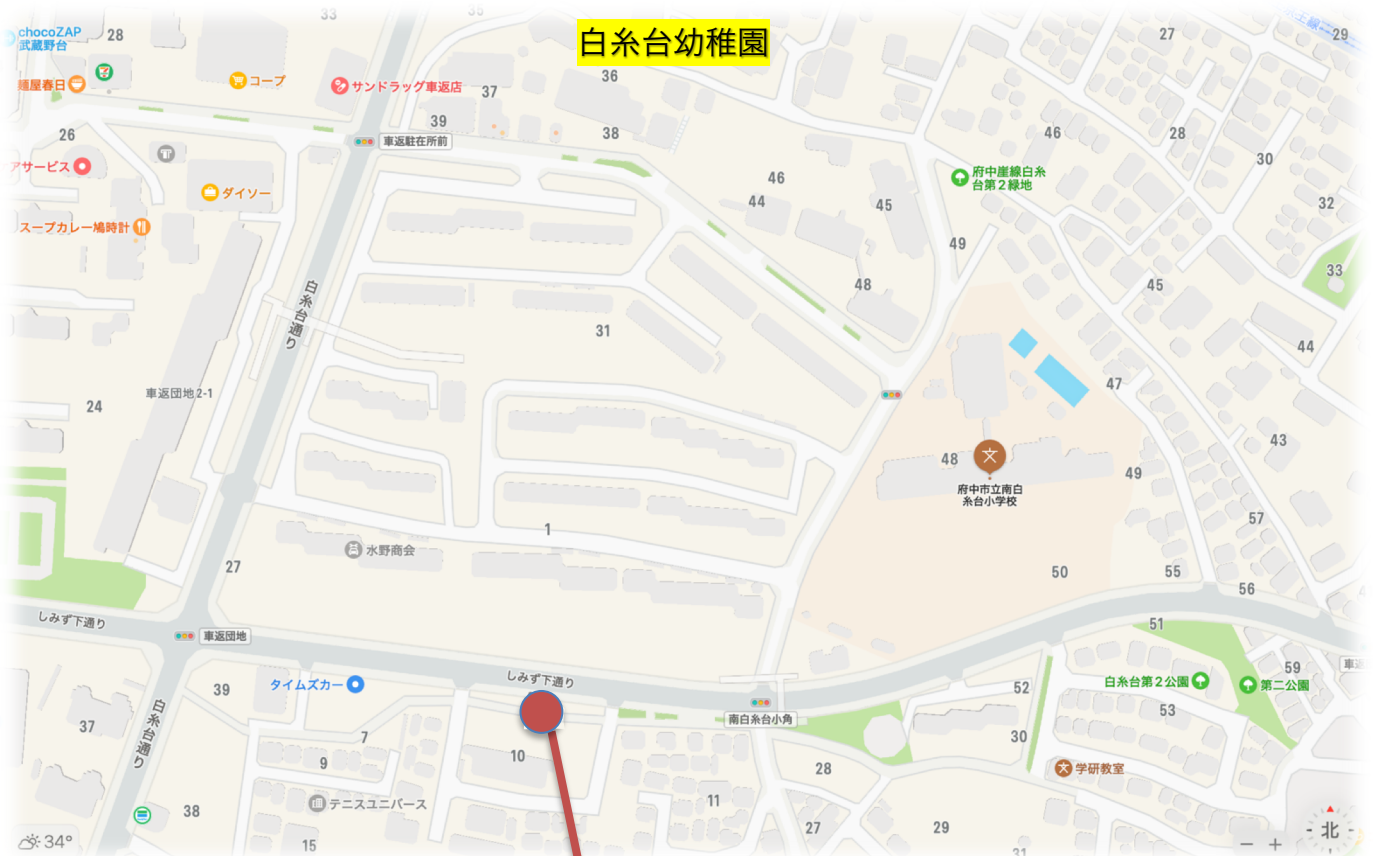 白糸台幼稚園
33
35
27
29
chocoZAP
武蔵野台
28
麺屋春日
コープ
サンドラッグ車返店
37
36
39
38
車返駐在所前
26
アサービス
ダイソー
スープカレー鳩時計
46
44
45
48
49
46
28
30
32
33
府中崖線白糸
台第2緑地
45
44
白糸台通り
31
47
43
車返団地2-1
24
48
府中市立南白
糸台小学校
49
57
1
水野商会
27
50
55
56
しみず下通り
車返団地
51
39
タイムズカー
しみず下通り
南白糸台小角
52
白糸台第2公園
第二公園
59
53
37
白糸台通り
7
9
10
30
学研教室
28
テニスユニバース
11
38
15
27
29
31
北
34°